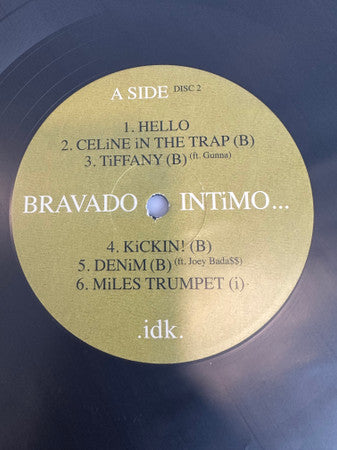 A SIDE DISC 2
1. HELLO
2. CELiNE iN THE TRAP (B)
3. TiFFANY (B) (ft. Gunna)
BRAVADO INTiMO...
4. KiCKIN! (B)
5. DENiM (B) (ft. Joey Bada$$)
6. MiLES TRUMPET (i)
.idk.